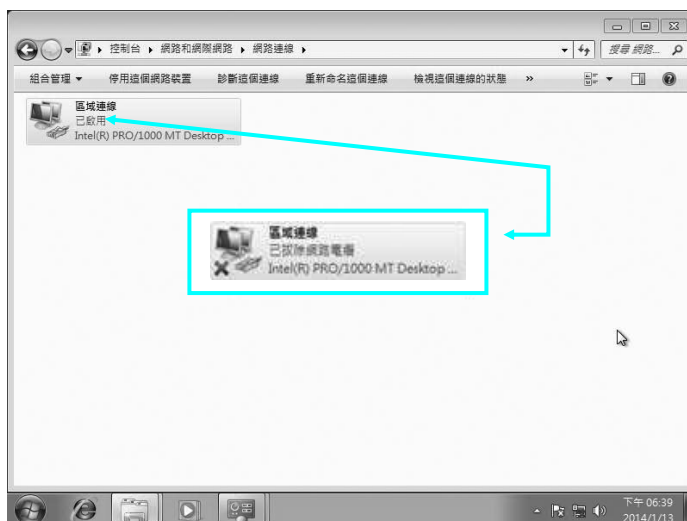 控制台 ▸ 網路和網際網路 ▸ 網路連線 ▸
搜尋 網路...
組合管理 ▼ 停用這個網路裝置 診斷這個連線 重新命名這個連線 檢視這個連線的狀態 »
區域連線
已啟用
Intel(R) PRO/1000 MT Desktop ...
區域連線
已拔除網路電纜
Intel(R) PRO/1000 MT Desktop ...
下午 06:39
2014/1/13